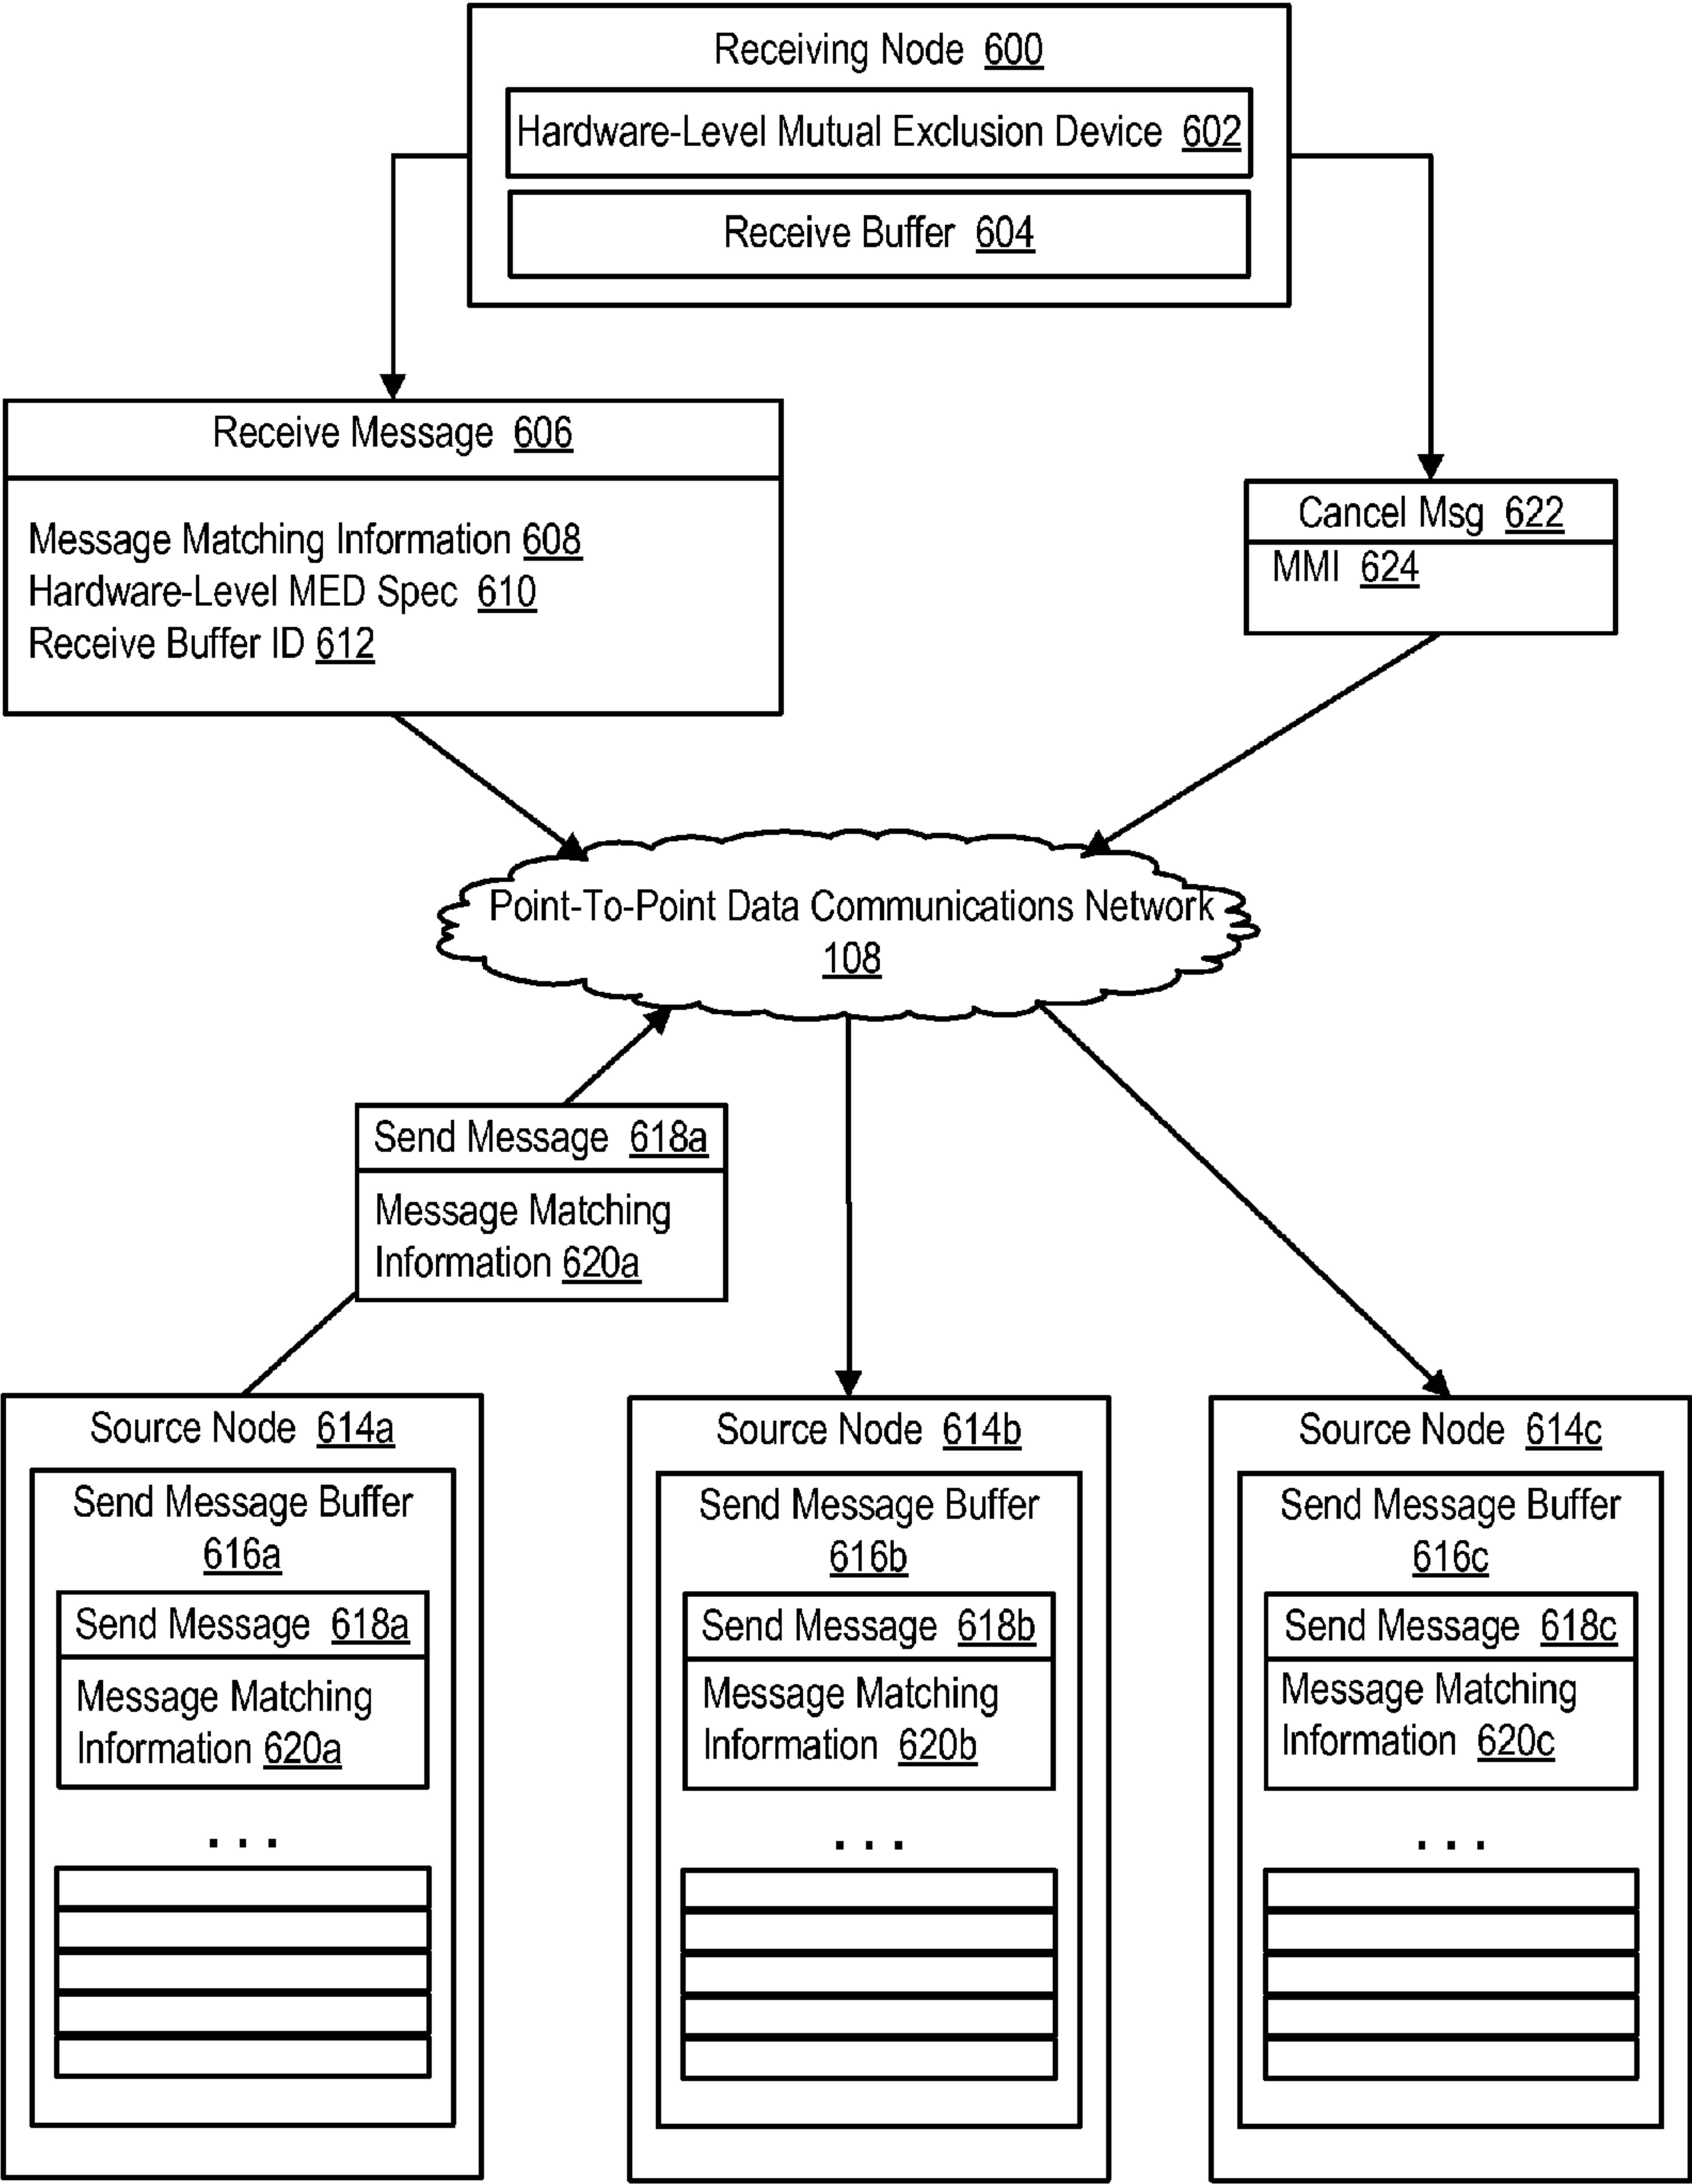 Receiving Node 600
Hardware-Level Mutual Exclusion Device 602
Receive Buffer 604
Receive Message 606
Message Matching Information 608
Hardware-Level MED Spec 610
Receive Buffer ID 612
Cancel Msg 622
MMI 624
Point-To-Point Data Communications Network
108
Send Message 618a
Message Matching
Information 620a
Source Node 614a
Send Message Buffer
616a
Send Message 618a
Message Matching
Information 620a
. . .
Source Node 614b
Send Message Buffer
616b
Send Message 618b
Message Matching
Information 620b
. . .
Source Node 614c
Send Message Buffer
616c
Send Message 618c
Message Matching
Information 620c
. . .